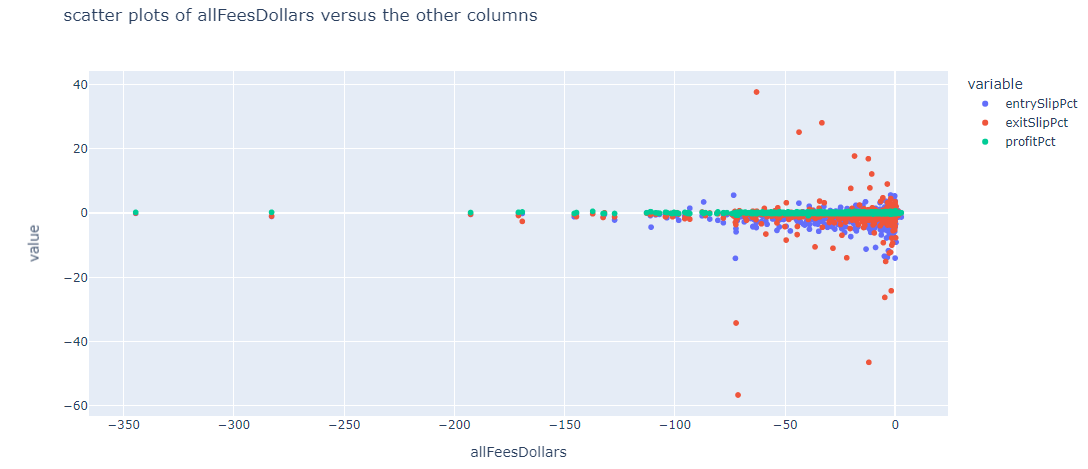 scatter plots of allFeesDollars versus the other columns
variable
entrySlipPct
exitSlipPct
profitPct
value
40
20
0
−20
−40
−60
−350
−300
−250
−200
−150
−100
−50
0
allFeesDollars